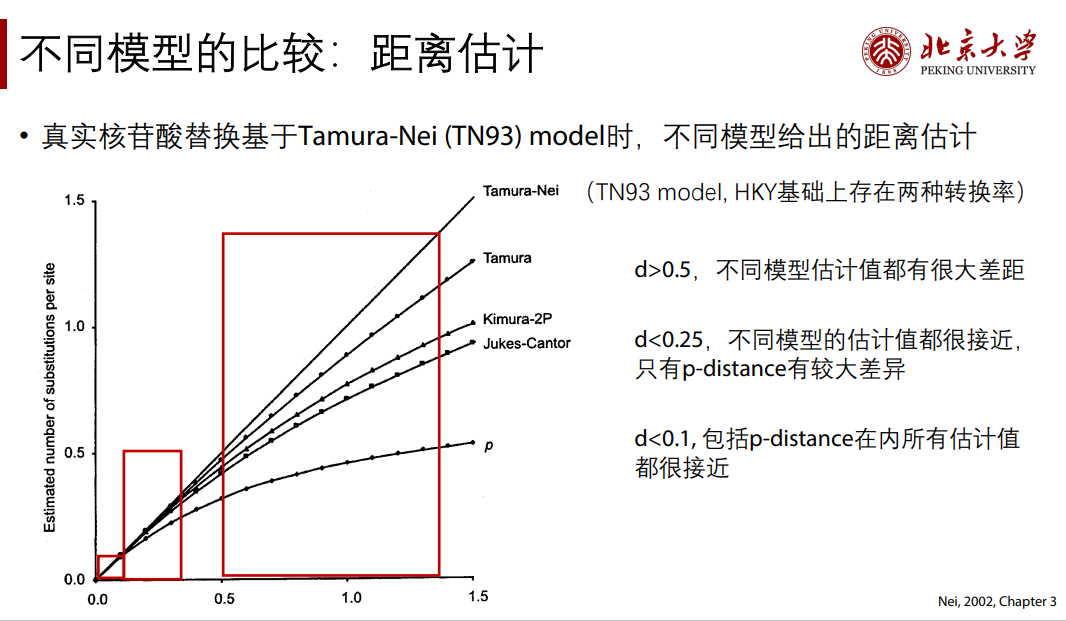 不同模型的比较：距离估计
北京大学
PEKING UNIVERSITY
• 真实核苷酸替换基于Tamura-Nei (TN93) model时，不同模型给出的距离估计
（TN93 model, HKY基础上存在两种转换率）
Estimated number of substitutions per site
1.5
1.0
0.5
0.0
0.0
0.5
1.0
1.5
Tamura-Nei
Tamura
Kimura-2P
Jukes-Cantor
p
d>0.5，不同模型估计值都有很大差距
d<0.25，不同模型的估计值都很接近，
只有p-distance有较大差异
d<0.1, 包括p-distance在内所有估计值
都很接近
Nei, 2002, Chapter 3